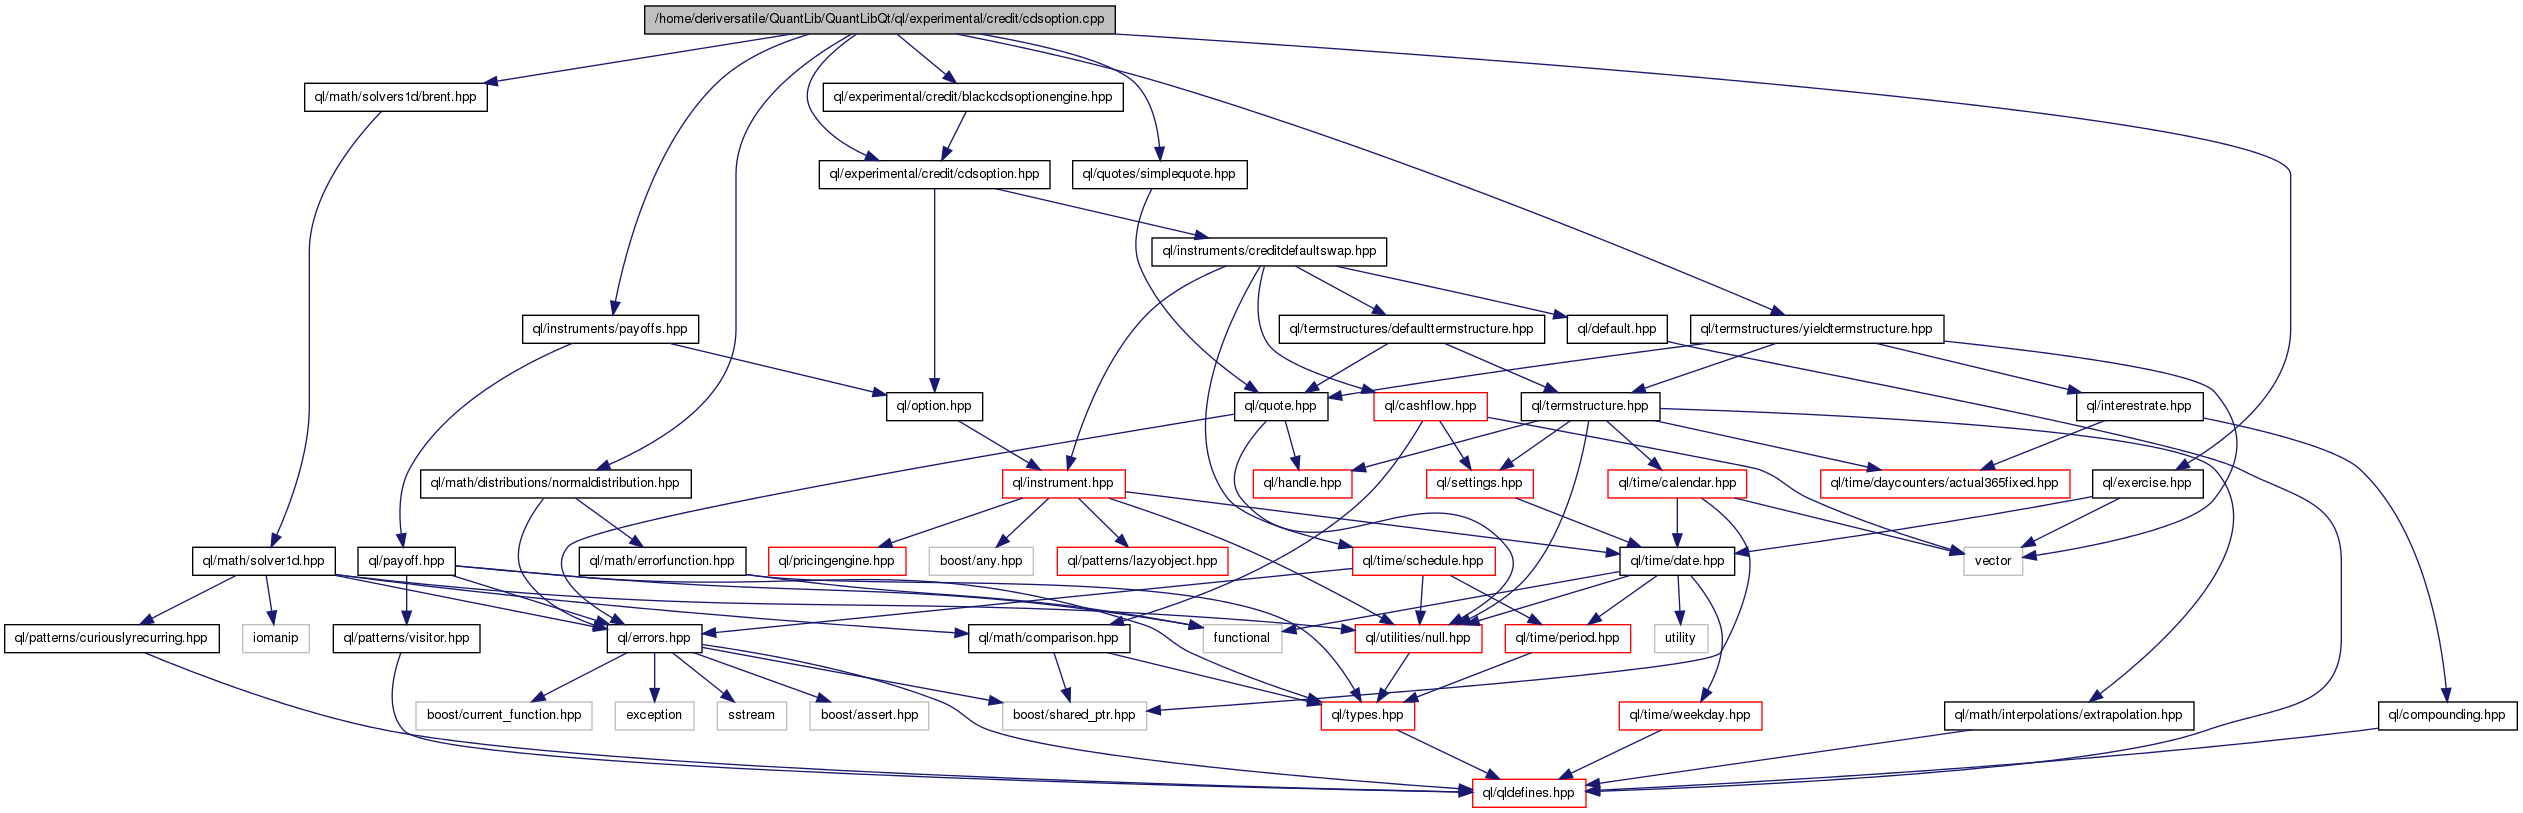 /home/deriversatile/QuantLib/QuantLibQt/ql/experimental/credit/cdsoption.cpp
ql/math/solvers1d/brent.hpp
ql/experimental/credit/blackcdsoptionengine.hpp
ql/experimental/credit/cdsoption.hpp
ql/quotes/simplequote.hpp
ql/instruments/creditdefaultswap.hpp
ql/instruments/payoffs.hpp
ql/termstructures/defaulttermstructure.hpp
ql/default.hpp
ql/termstructures/yieldtermstructure.hpp
ql/option.hpp
ql/quote.hpp
ql/cashflow.hpp
ql/termstructure.hpp
ql/interestrate.hpp
ql/math/distributions/normaldistribution.hpp
ql/instrument.hpp
ql/handle.hpp
ql/settings.hpp
ql/time/calendar.hpp
ql/time/daycounters/actual365fixed.hpp
ql/exercise.hpp
ql/math/solver1d.hpp
ql/payoff.hpp
ql/math/errorfunction.hpp
ql/pricingengine.hpp
boost/any.hpp
ql/patterns/lazyobject.hpp
ql/time/schedule.hpp
ql/time/date.hpp
vector
ql/patterns/curiouslyrecurring.hpp
iomanip
ql/patterns/visitor.hpp
ql/errors.hpp
ql/math/comparison.hpp
functional
ql/utilities/null.hpp
ql/time/period.hpp
utility
boost/current_function.hpp
exception
sstream
boost/assert.hpp
boost/shared_ptr.hpp
ql/types.hpp
ql/time/weekday.hpp
ql/math/interpolations/extrapolation.hpp
ql/compounding.hpp
ql/qldefines.hpp